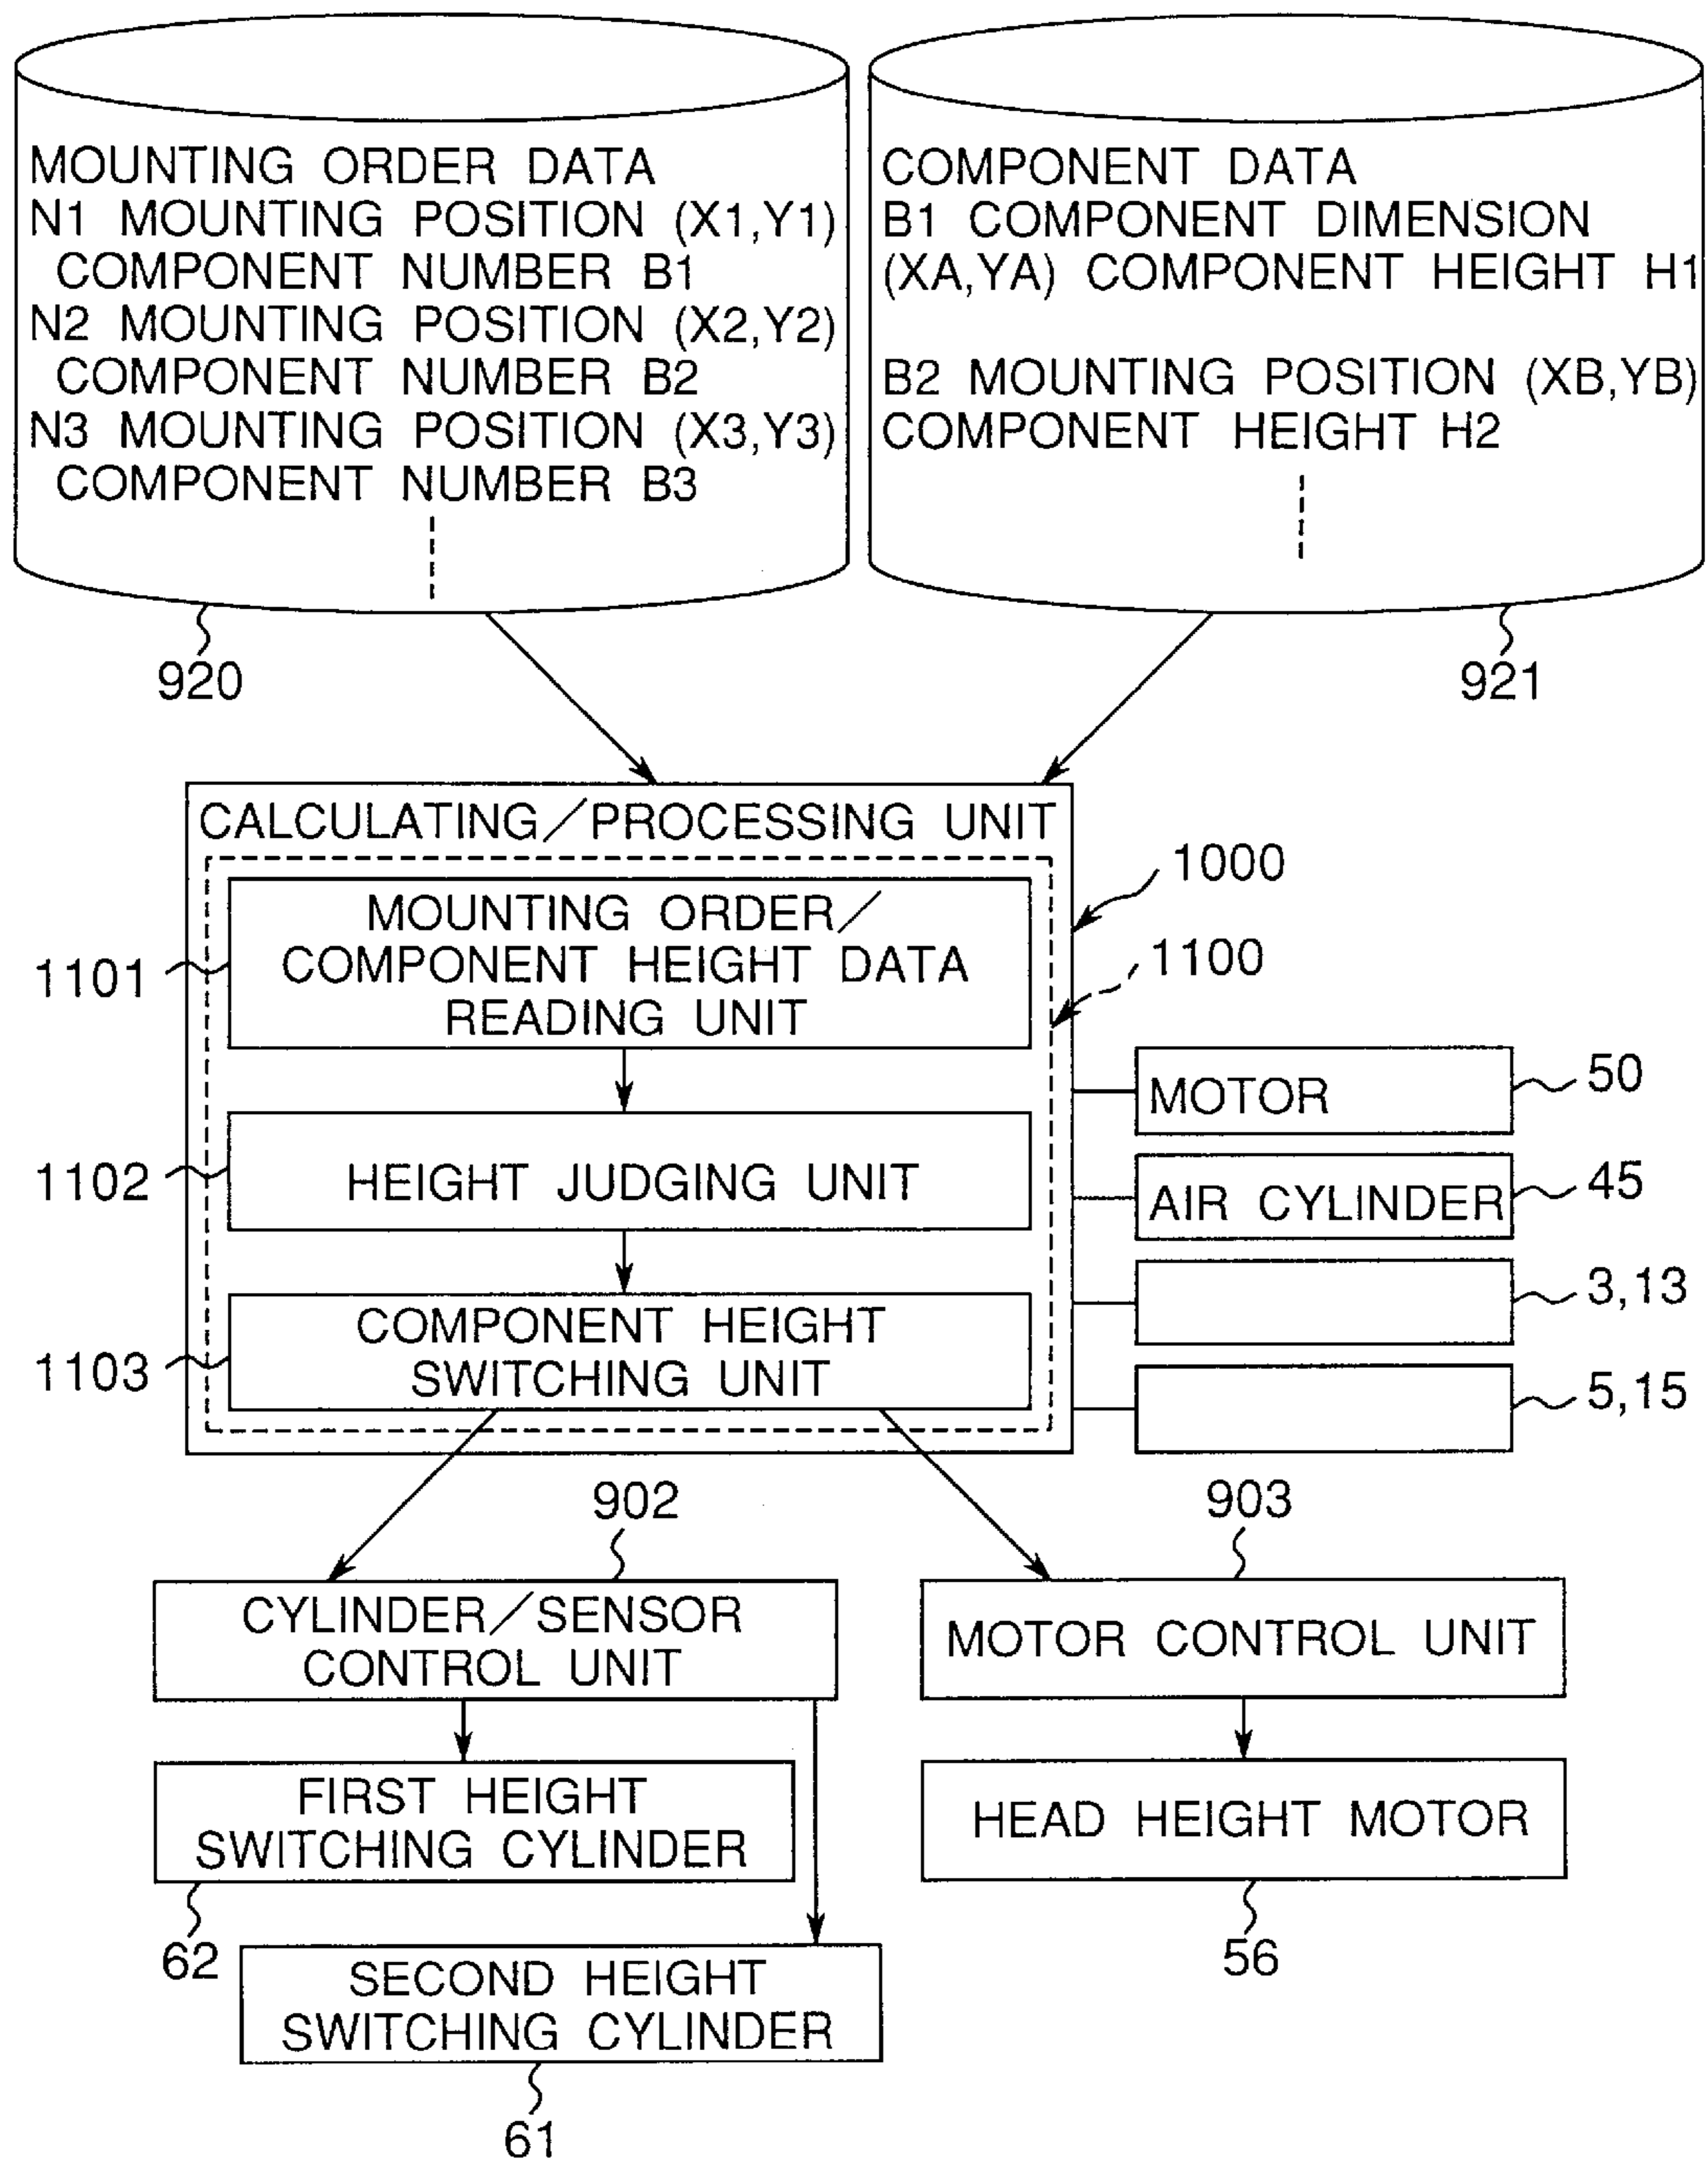 MOUNTING ORDER DATA
N1 MOUNTING POSITION (X1,Y1)
COMPONENT NUMBER B1
N2 MOUNTING POSITION (X2,Y2)
COMPONENT NUMBER B2
N3 MOUNTING POSITION (X3,Y3)
COMPONENT NUMBER B3
920
COMPONENT DATA
B1 COMPONENT DIMENSION
(XA,YA) COMPONENT HEIGHT H1
B2 MOUNTING POSITION (XB,YB)
COMPONENT HEIGHT H2
921
CALCULATING/PROCESSING UNIT
1000
1100
MOUNTING ORDER/
COMPONENT HEIGHT DATA
READING UNIT
1101
HEIGHT JUDGING UNIT
1102
COMPONENT HEIGHT
SWITCHING UNIT
1103
MOTOR
50
AIR CYLINDER
45
3,13
5,15
902
CYLINDER/SENSOR
CONTROL UNIT
903
MOTOR CONTROL UNIT
FIRST HEIGHT
SWITCHING CYLINDER
62
HEAD HEIGHT MOTOR
56
SECOND HEIGHT
SWITCHING CYLINDER
61